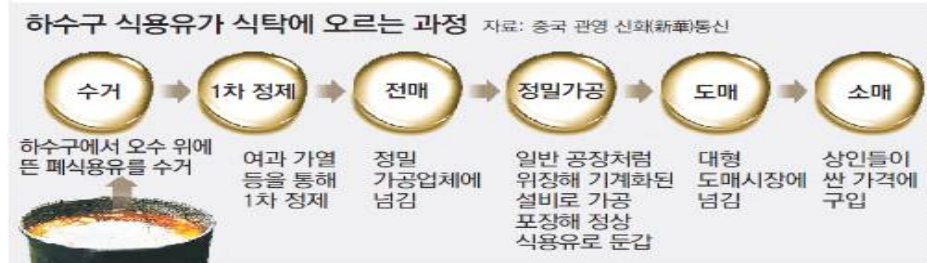 하수구 식용유가 식탁에 오르는 과정 자료: 중국 관영 신화(新華)통신
수거
1차 정제
전매
정밀가공
도매
소매
하수구에서 오수 위에
뜬 폐식용유를 수거
여과 가열
등을 통해
1차 정제
정밀
가공업체에
넘김
일반 공장처럼
위장해 기계화된
설비로 가공
포장해 정상
식용유로 둔갑
대형
도매시장에
넘김
상인들이
싼 가격에
구입